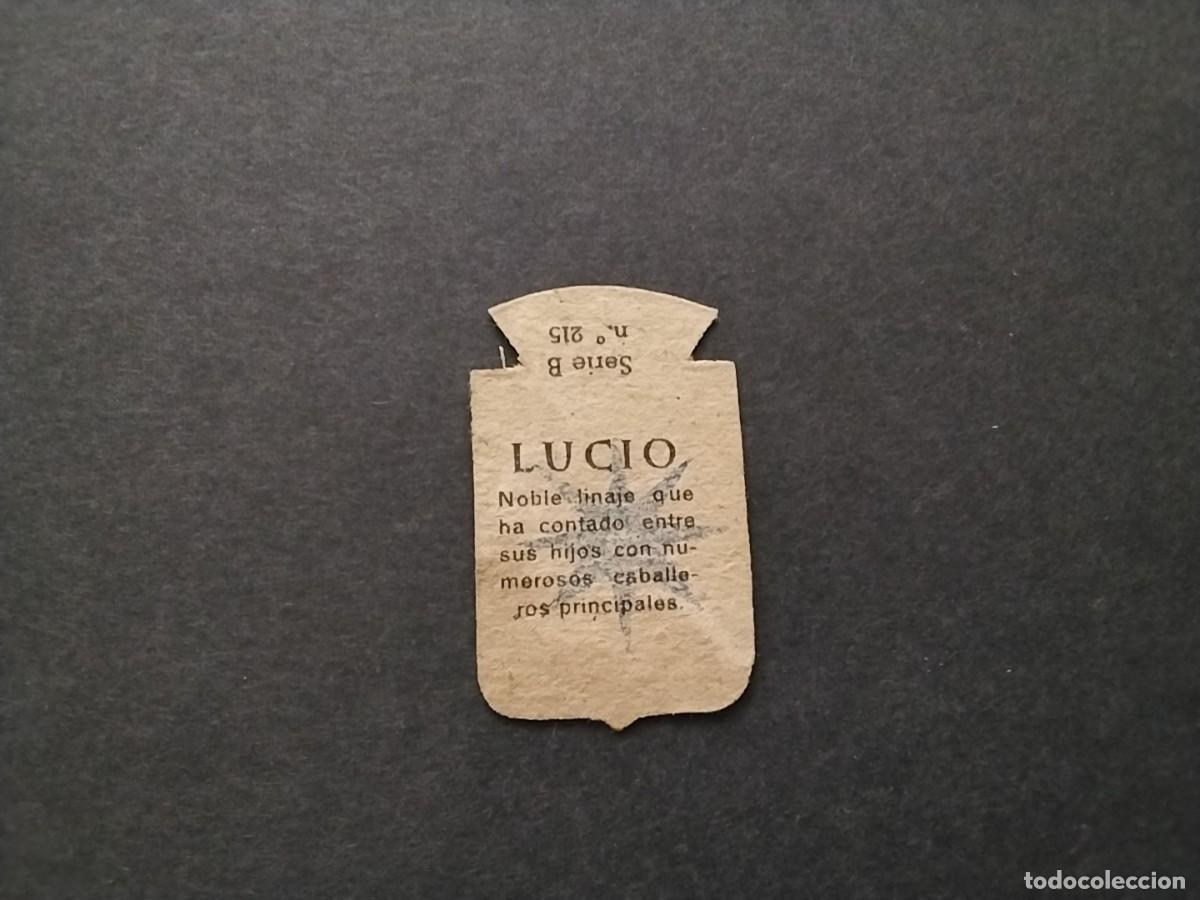 Serie B
n.º 215
LUCIO
Noble linaje que
ha contado entre
sus hijos con nu-
merosos caballe-
ros principales.
todocoleccion